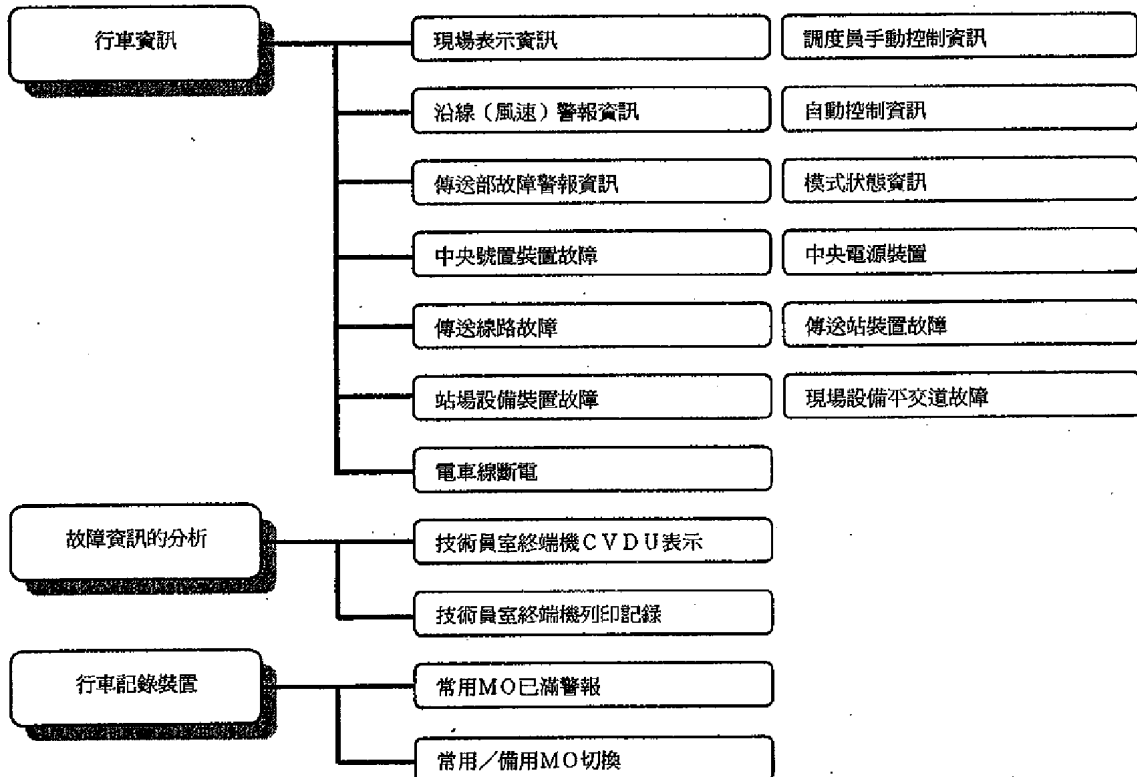 行車資訊
現場表示資訊
調度員手動控制資訊
沿線（風速）警報資訊
自動控制資訊
傳送部故障警報資訊
模式狀態資訊
中央號置裝置故障
中央電源裝置
傳送線路故障
傳送站裝置故障
站場設備裝置故障
現場設備平交道故障
電車線斷電
故障資訊的分析
技術員室終端機CVDU表示
技術員室終端機列印記錄
行車記錄裝置
常用MO已滿警報
常用／備用MO切換